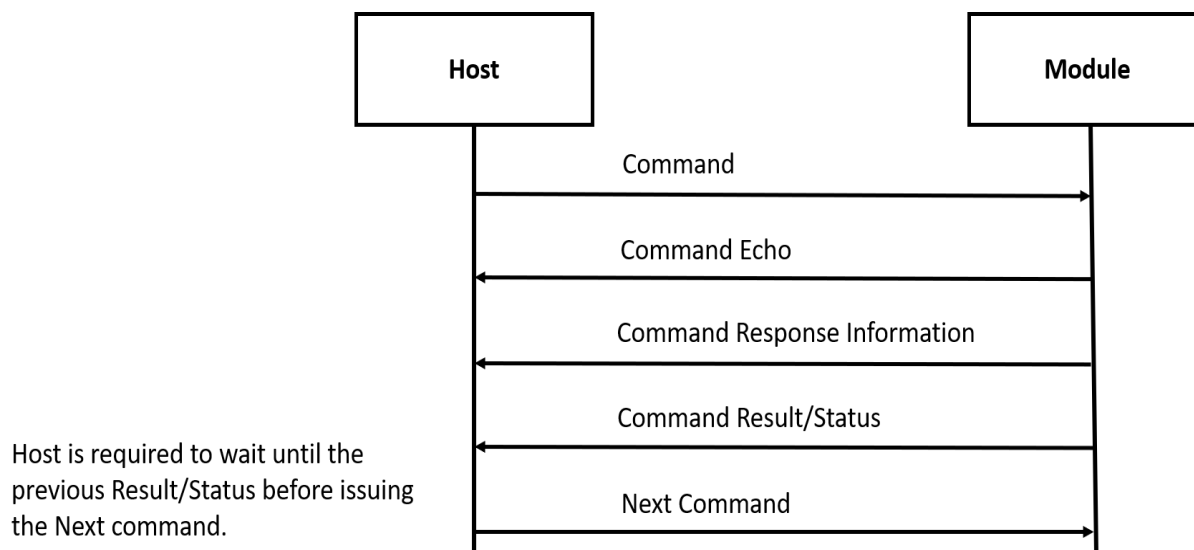 Host
Module
Command
Command Echo
Command Response Information
Command Result/Status
Host is required to wait until the
previous Result/Status before issuing
the Next command.
Next Command